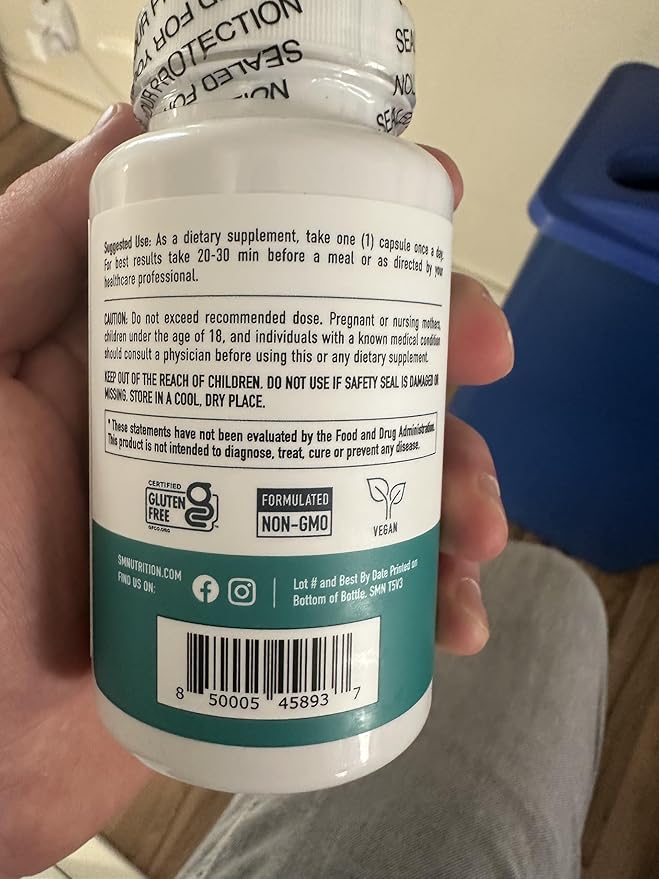 SEALED FOR
YOUR PROTECTION
Suggested Use: As a dietary supplement, take one (1) capsule once a day.
For best results take 20-30 min before a meal or as directed by your
healthcare professional.
CAUTION: Do not exceed recommended dose. Pregnant or nursing mothers,
children under the age of 18, and individuals with a known medical condition
should consult a physician before using this or any dietary supplement.
KEEP OUT OF THE REACH OF CHILDREN. DO NOT USE IF SAFETY SEAL IS DAMAGED OR
MISSING. STORE IN A COOL, DRY PLACE.
* These statements have not been evaluated by the Food and Drug Administration.
This product is not intended to diagnose, treat, cure or prevent any disease.
CERTIFIED
GLUTEN
FREE
GFCO.ORG
FORMULATED
NON-GMO
VEGAN
SMNUTRITION.COM
FIND US ON:
Lot # and Best By Date Printed on
Bottom of Bottle. SMN T5V3
8 50005 45893 7